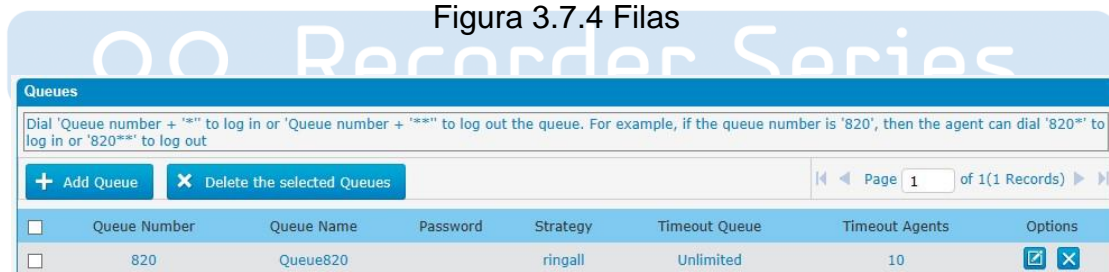 Figura 3.7.4 Filas
Recorder Series
Queues
Dial 'Queue number + '*'' to log in or 'Queue number + '**'' to log out the queue. For example, if the queue number is '820', then the agent can dial '820*' to
log in or '820**' to log out
Add Queue Delete the selected Queues Page 1 of 1(1 Records)
Queue Number Queue Name Password Strategy Timeout Queue Timeout Agents Options
820 Queue820 ringall Unlimited 10